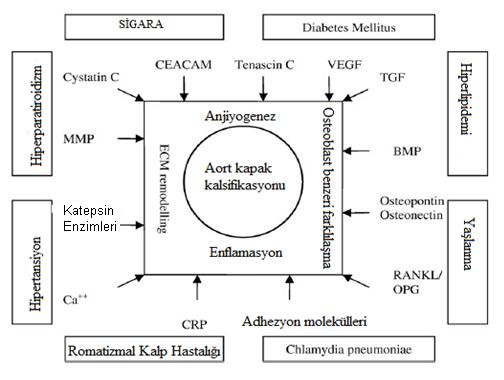 SİGARA
Diabetes Mellitus
Hiperparatiroidizm
Hiperlipidemi
Cystatin C
CEACAM
Tenascin C
VEGF
TGF
MMP
Anjiyogenez
ECM remodelling
Aort kapak
kalsifikasyonu
Osteoblast benzeri farklılaşma
BMP
Katepsin
Enzimleri
Enflamasyon
Osteopontin
Osteonectin
Hipertansiyon
Yaşlanma
Ca++
CRP
Adhezyon molekülleri
RANKL/
OPG
Romatizmal Kalp Hastalığı
Chlamydia pneumoniae